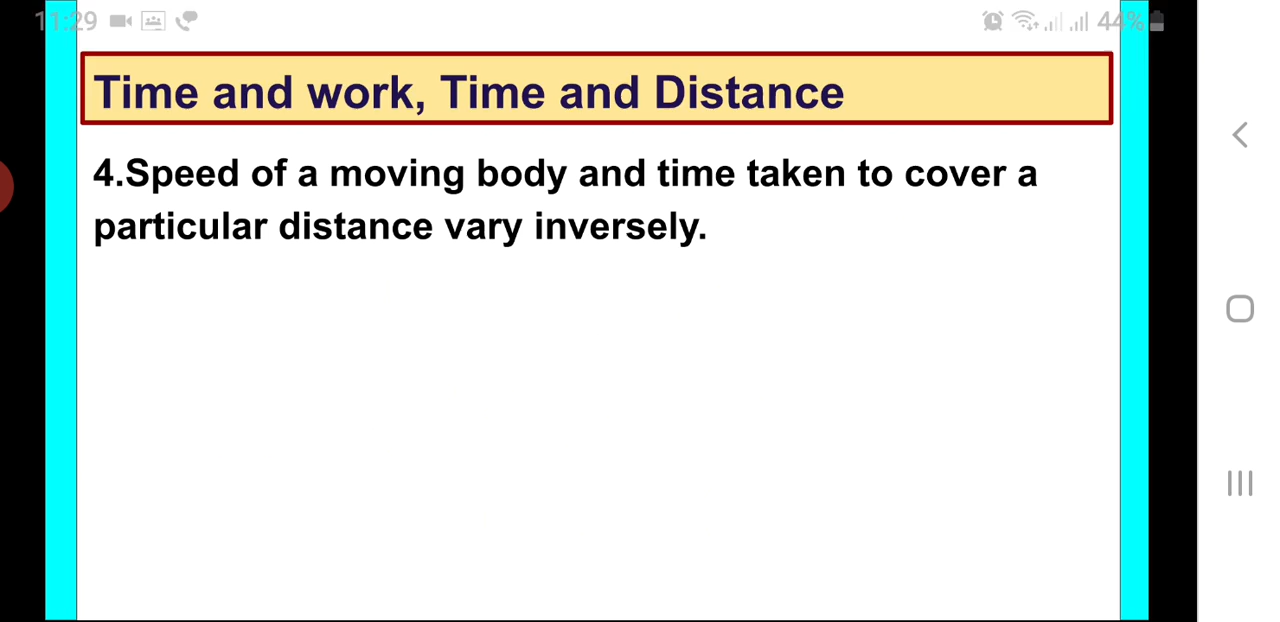 11:29 44%
Time and work, Time and Distance
4.Speed of a moving body and time taken to cover a
particular distance vary inversely.